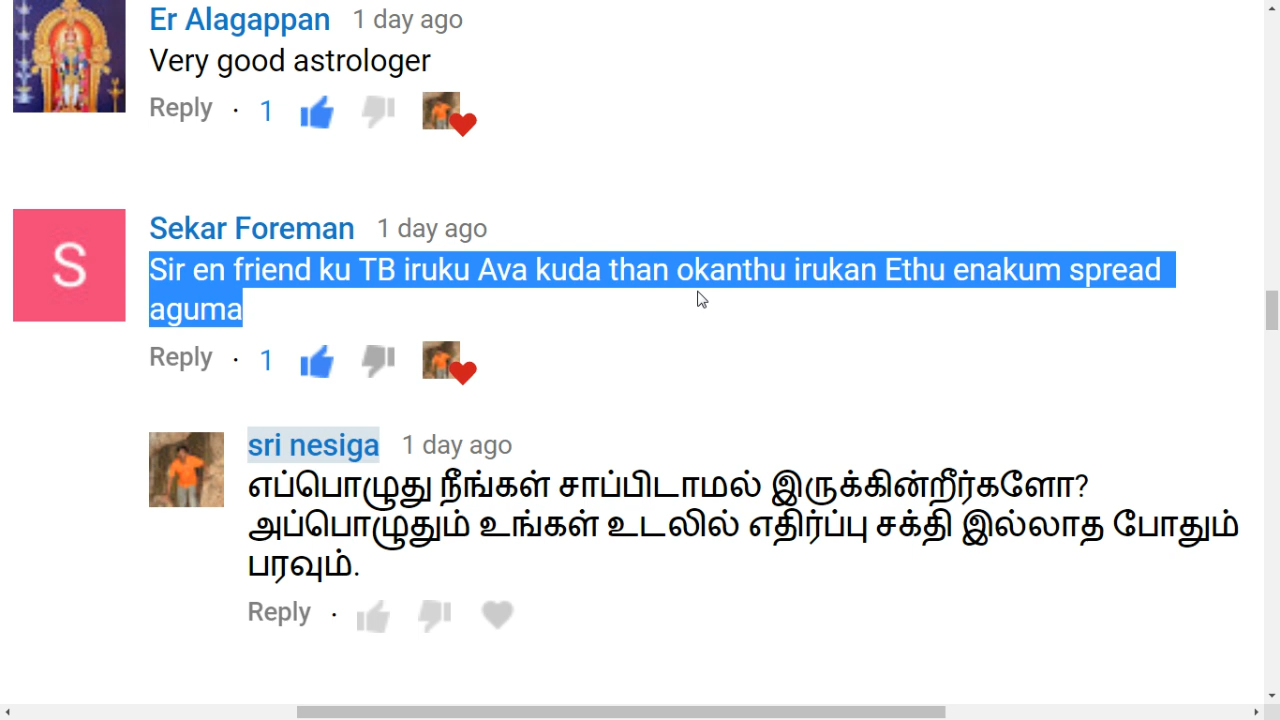 Er Alagappan 1 day ago
Very good astrologer
Reply · 1
S
Sekar Foreman 1 day ago
Sir en friend ku TB iruku Ava kuda than okanthu irukan Ethu enakum spread
aguma
Reply · 1
sri nesiga 1 day ago
எப்பொழுது நீங்கள் சாப்பிடாமல் இருக்கின்றீர்களோ?
அப்பொழுதும் உங்கள் உடலில் எதிர்ப்பு சக்தி இல்லாத போதும்
பரவும்.
Reply ·